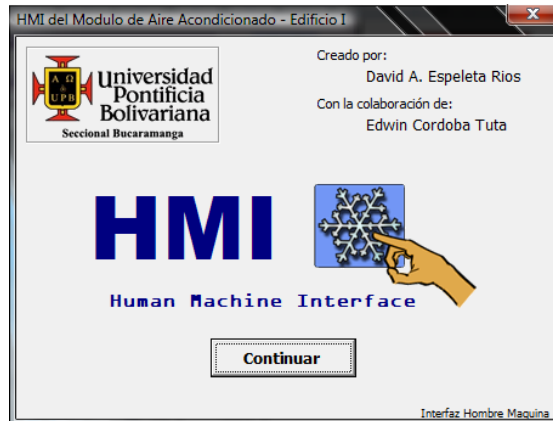 HMI del Modulo de Aire Acondicionado - Edificio I
Α Ω
&
UPB
Universidad
Pontificia
Bolivariana
Seccional Bucaramanga
Creado por:
David A. Espeleta Rios
Con la colaboración de:
Edwin Cordoba Tuta
HMI
Human Machine Interface
Continuar
Interfaz Hombre Maquina